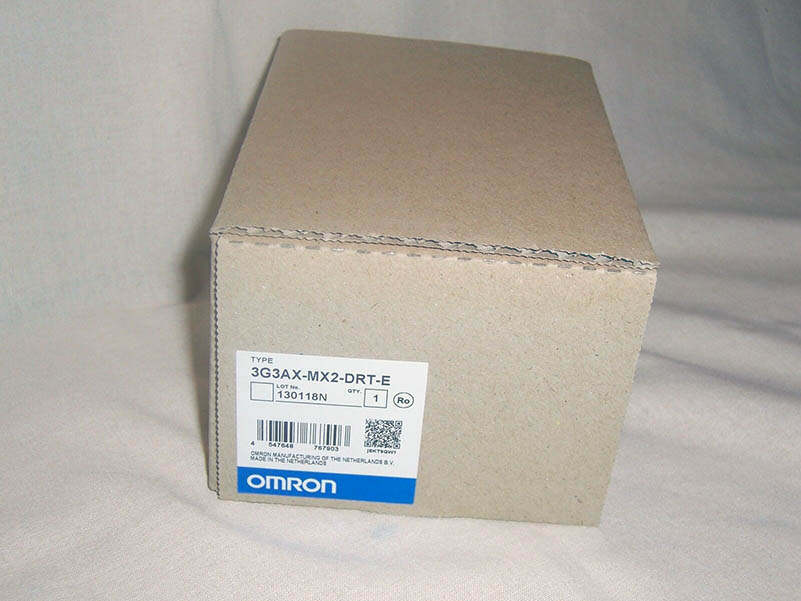 TYPE
3G3AX-MX2-DRT-E
LOT No.
130118N
QTY.
1
Ro
4 547648 767903
jSKT9QW1
OMRON MANUFACTURING OF THE NETHERLANDS B.V.
MADE IN THE NETHERLANDS
OMRON